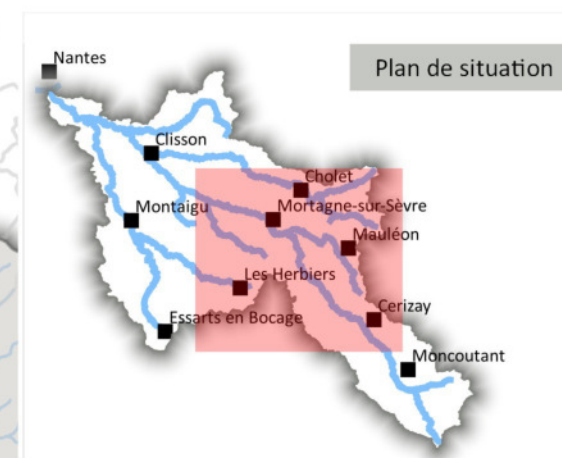 Nantes
Plan de situation
Clisson
Cholet
Montaigu
Mortagne-sur-Sèvre
Mauléon
Les Herbiers
Cerizay
Essarts en Bocage
Moncoutant